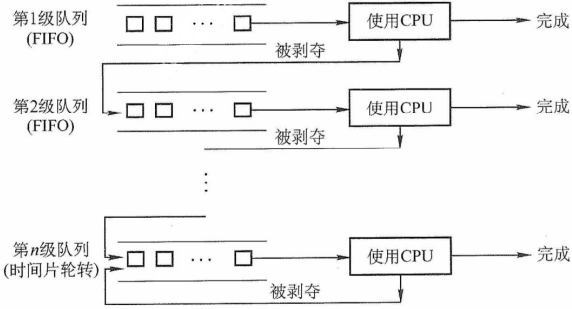 第1级队列
(FIFO)
使用CPU
完成
被剥夺
第2级队列
(FIFO)
使用CPU
完成
被剥夺
第n级队列
(时间片轮转)
使用CPU
完成
被剥夺